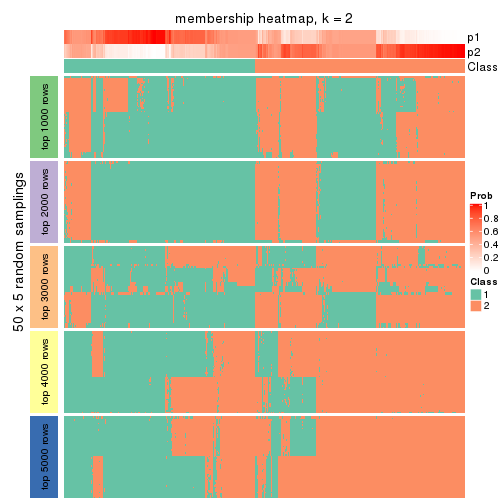 membership heatmap, k = 2
p1
p2
Class
50 x 5 random samplings
top 1000 rows
top 2000 rows
top 3000 rows
top 4000 rows
top 5000 rows
Prob
1
0.8
0.6
0.4
0.2
0
Class
1
2